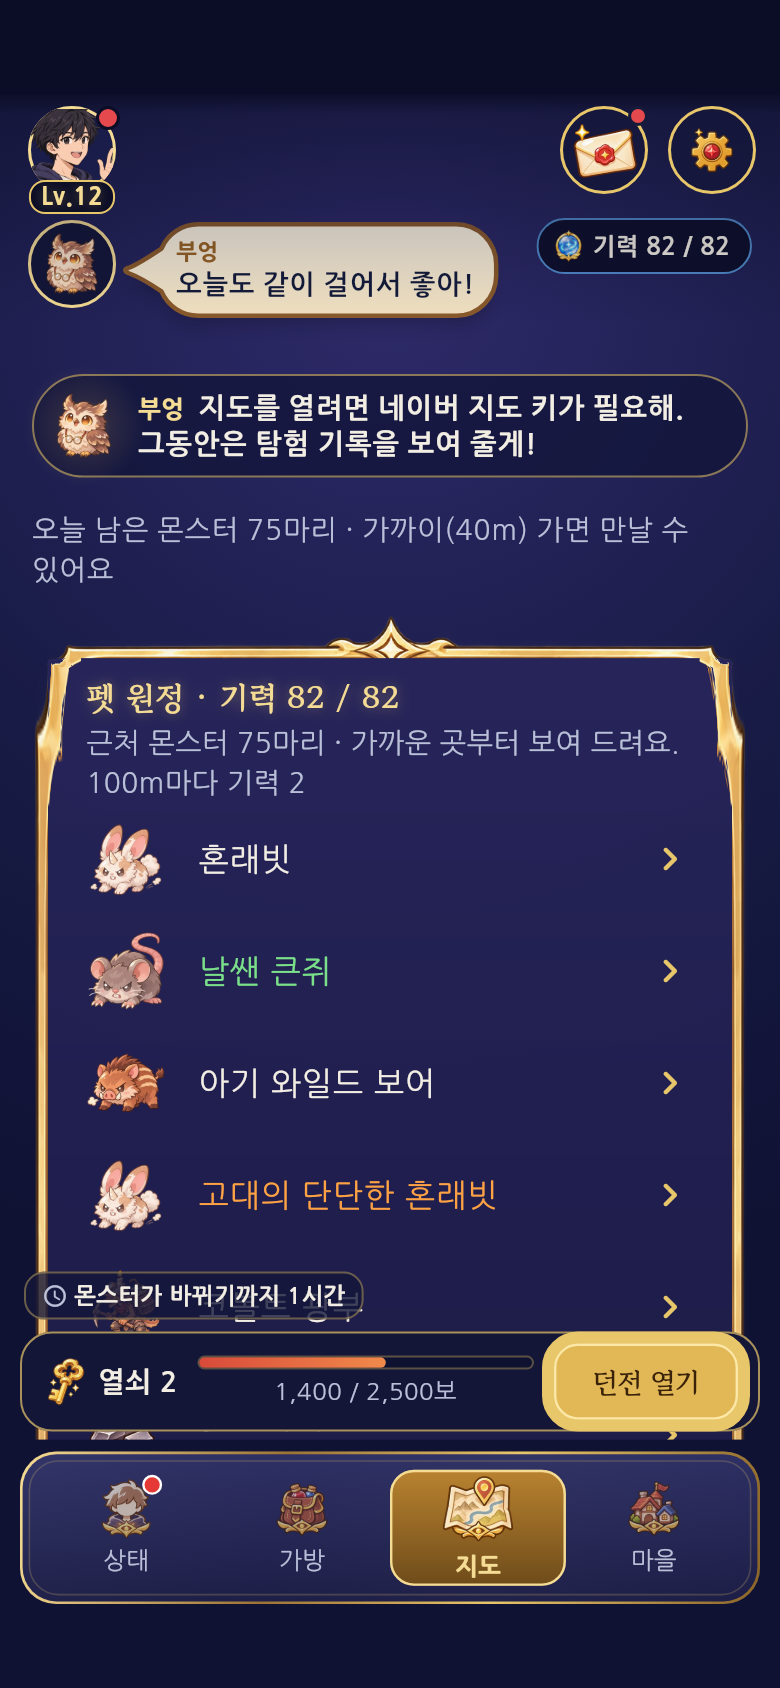 Lv.12
부엉
오늘도 같이 걸어서 좋아!
기력 82 / 82
부엉 지도를 열려면 네이버 지도 키가 필요해.
그동안은 탐험 기록을 보여 줄게!
오늘 남은 몬스터 75마리 · 가까이(40m) 가면 만날 수
있어요
펫 원정 · 기력 82 / 82
근처 몬스터 75마리 · 가까운 곳부터 보여 드려요.
100m마다 기력 2
혼래빗
날쌘 큰쥐
아기 와일드 보어
고대의 단단한 혼래빗
몬스터가 바뀌기까지 1시간
열쇠 2
1,400 / 2,500보
던전 열기
상태
가방
지도
마을